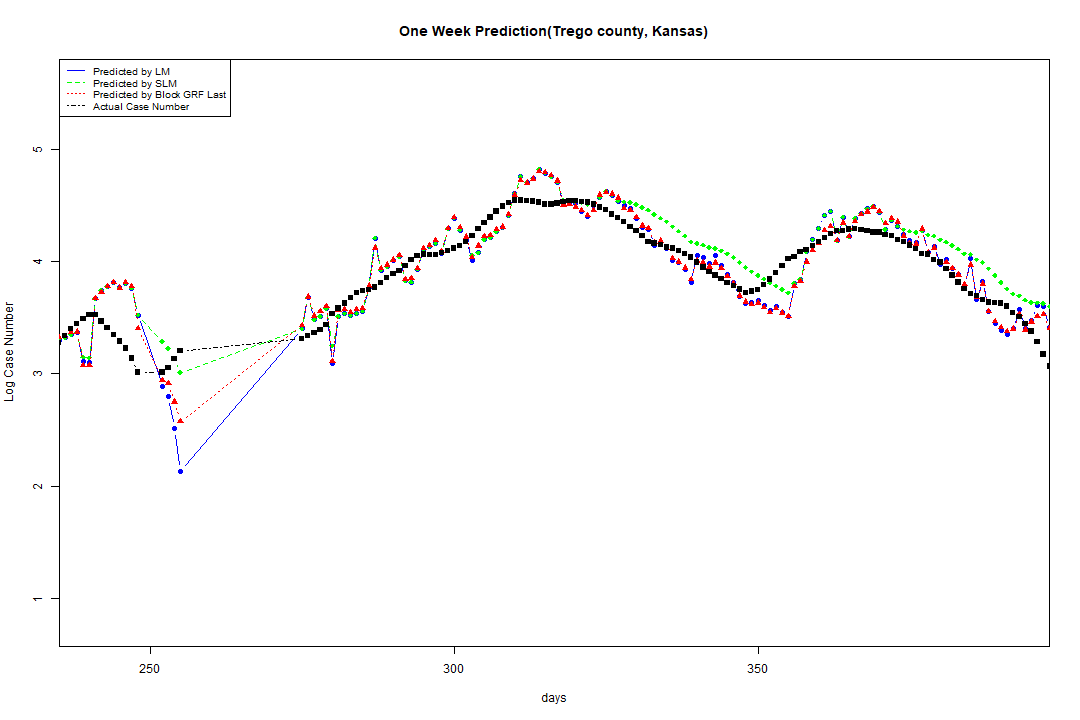 One Week Prediction(Trego county, Kansas)
Predicted by LM
Predicted by SLM
Predicted by Block GRF Last
Actual Case Number
5
4
3
2
1
Log Case Number
250 300 350
days